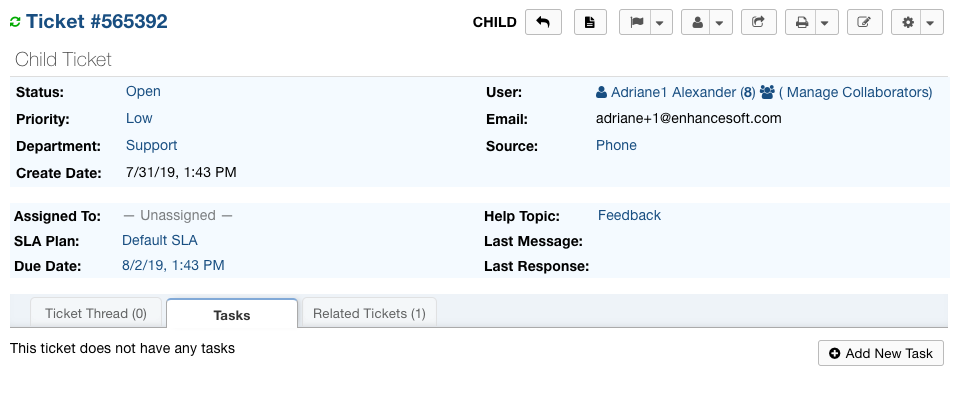 Ticket #565392 CHILD
Child Ticket
Status: Open User: Adriane1 Alexander (8) ( Manage Collaborators)
Priority: Low Email: adriane+1@enhancesoft.com
Department: Support Source: Phone
Create Date: 7/31/19, 1:43 PM
Assigned To: — Unassigned — Help Topic: Feedback
SLA Plan: Default SLA Last Message:
Due Date: 8/2/19, 1:43 PM Last Response:
Ticket Thread (0) Tasks Related Tickets (1)
This ticket does not have any tasks Add New Task